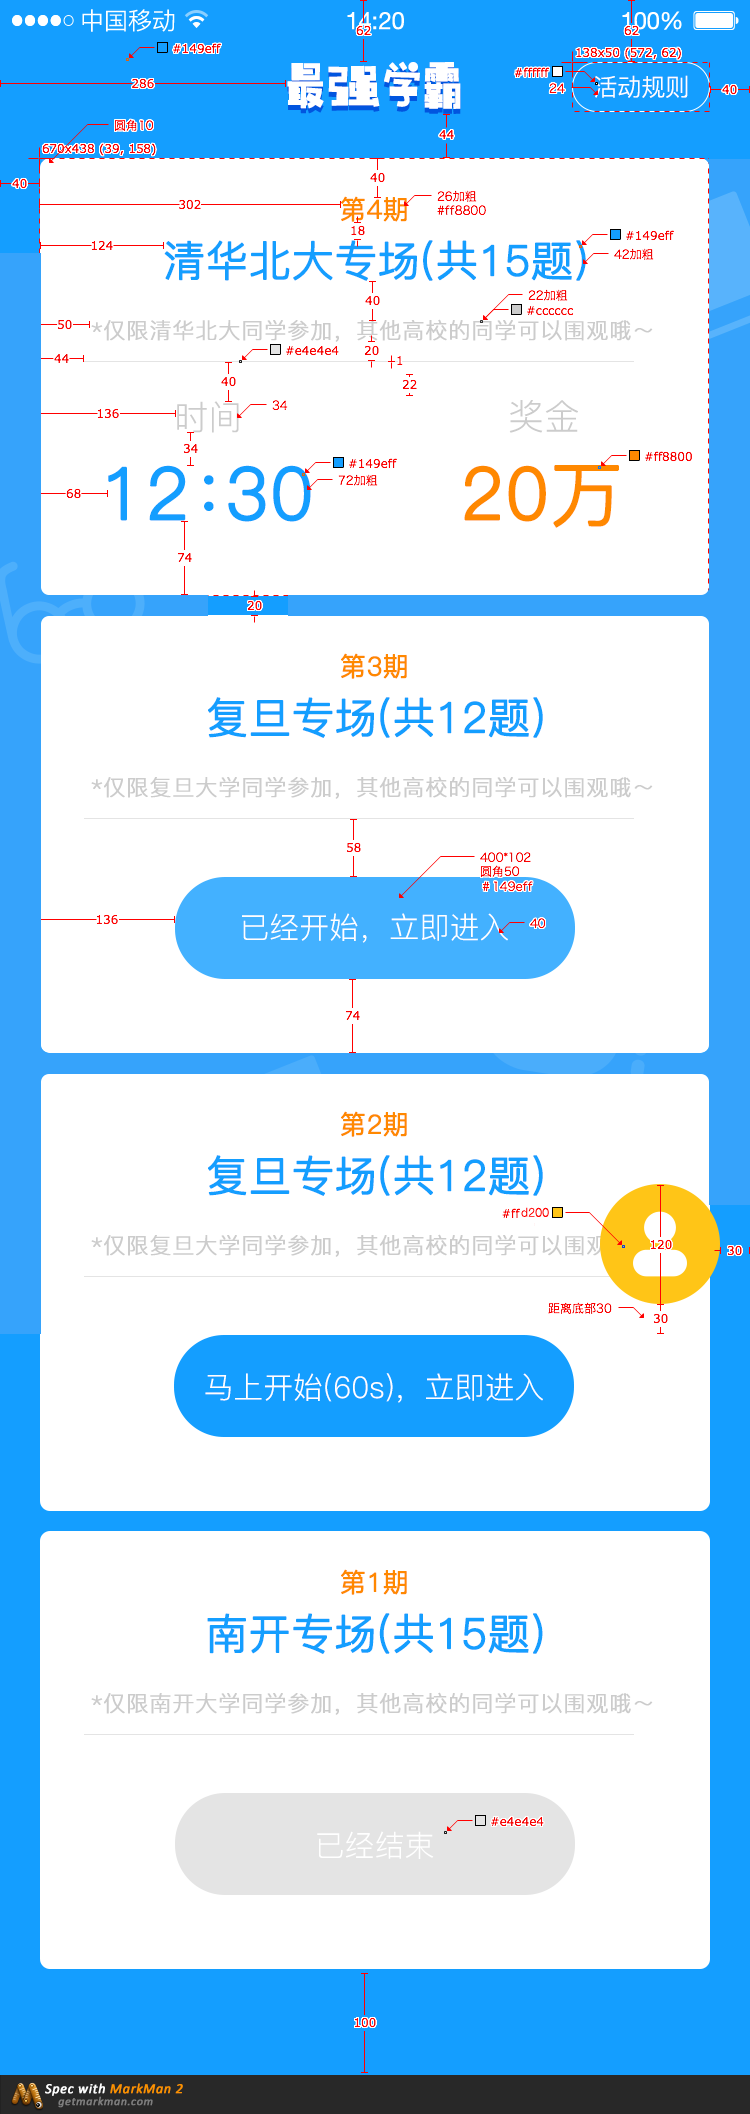 中国移动 14:20 100%
62 62
#149eff 138x50 (572, 62)
286 最强学霸 #ffffff 活动规则 40
24
圆角10 44
670x438 (39, 158)
40 40
302 第4期 26加粗
#ff8800
18
124 清华北大专场(共15题) #149eff
42加粗
40 22加粗
#cccccc
50 *仅限清华北大同学参加，其他高校的同学可以围观哦～
44 #e4e4e4 20 1
40 22
136 时间 34 奖金
34
#149eff #ff8800
72加粗
68 12:30 20万
74
20
第3期
复旦专场(共12题)
*仅限复旦大学同学参加，其他高校的同学可以围观哦～
58 400*102
圆角50
#149eff
136 已经开始，立即进入 40
74
第2期
复旦专场(共12题)
#ffd200
*仅限复旦大学同学参加，其他高校的同学可以围观 120 30
距离底部30 30
马上开始(60s)，立即进入
第1期
南开专场(共15题)
*仅限南开大学同学参加，其他高校的同学可以围观哦～
#e4e4e4
已经结束
100
Spec with MarkMan 2
getmarkman.com